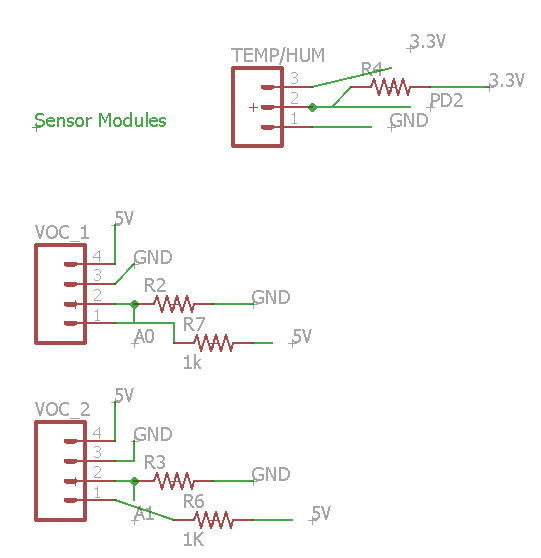 3.3V
TEMP/HUM
R4
3
3.3V
2
PD2
1
GND
Sensor Modules
5V
VOC_1
4
GND
3
R2
2
GND
1
R7
A0
5V
1k
5V
VOC_2
4
GND
3
R3
2
GND
1
R6
A1
5V
1K